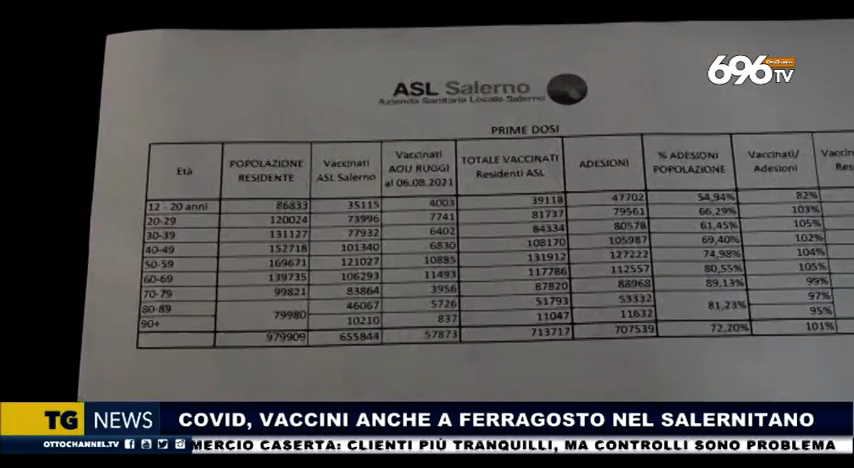 696 OttoChannel TV
ASL Salerno
Azienda Sanitaria Locale Salerno
PRIME DOSI
Età POPOLAZIONE RESIDENTE Vaccinati ASL Salerno Vaccinati AOU RUGGI al 06.08.2021 TOTALE VACCINATI Residenti ASL ADESIONI % ADESIONI POPOLAZIONE Vaccinati/ Adesioni
12 - 20 anni 86833 35115 4003 39118 47702 54,94% 82%
20-29 120024 73996 7741 81737 79561 66,29% 103%
30-39 131127 77932 6402 84334 80578 61,45% 105%
40-49 152718 101340 6830 108170 105987 69,40% 102%
50-59 169671 121027 10885 131912 127222 74,98% 104%
60-69 139735 106293 11493 117786 112557 80,55% 105%
70-79 99821 83864 3956 87820 88968 89,13% 99%
80-89 79980 46067 5726 51793 53332 81,23% 97%
90+ 10210 837 11047 11632 95%
979909 655844 57873 713717 707539 72,20% 101%
TG NEWS COVID, VACCINI ANCHE A FERRAGOSTO NEL SALERNITANO
OTTOCHANNEL.TV MERCIO CASERTA: CLIENTI PIÙ TRANQUILLI, MA CONTROLLI SONO PROBLEMA